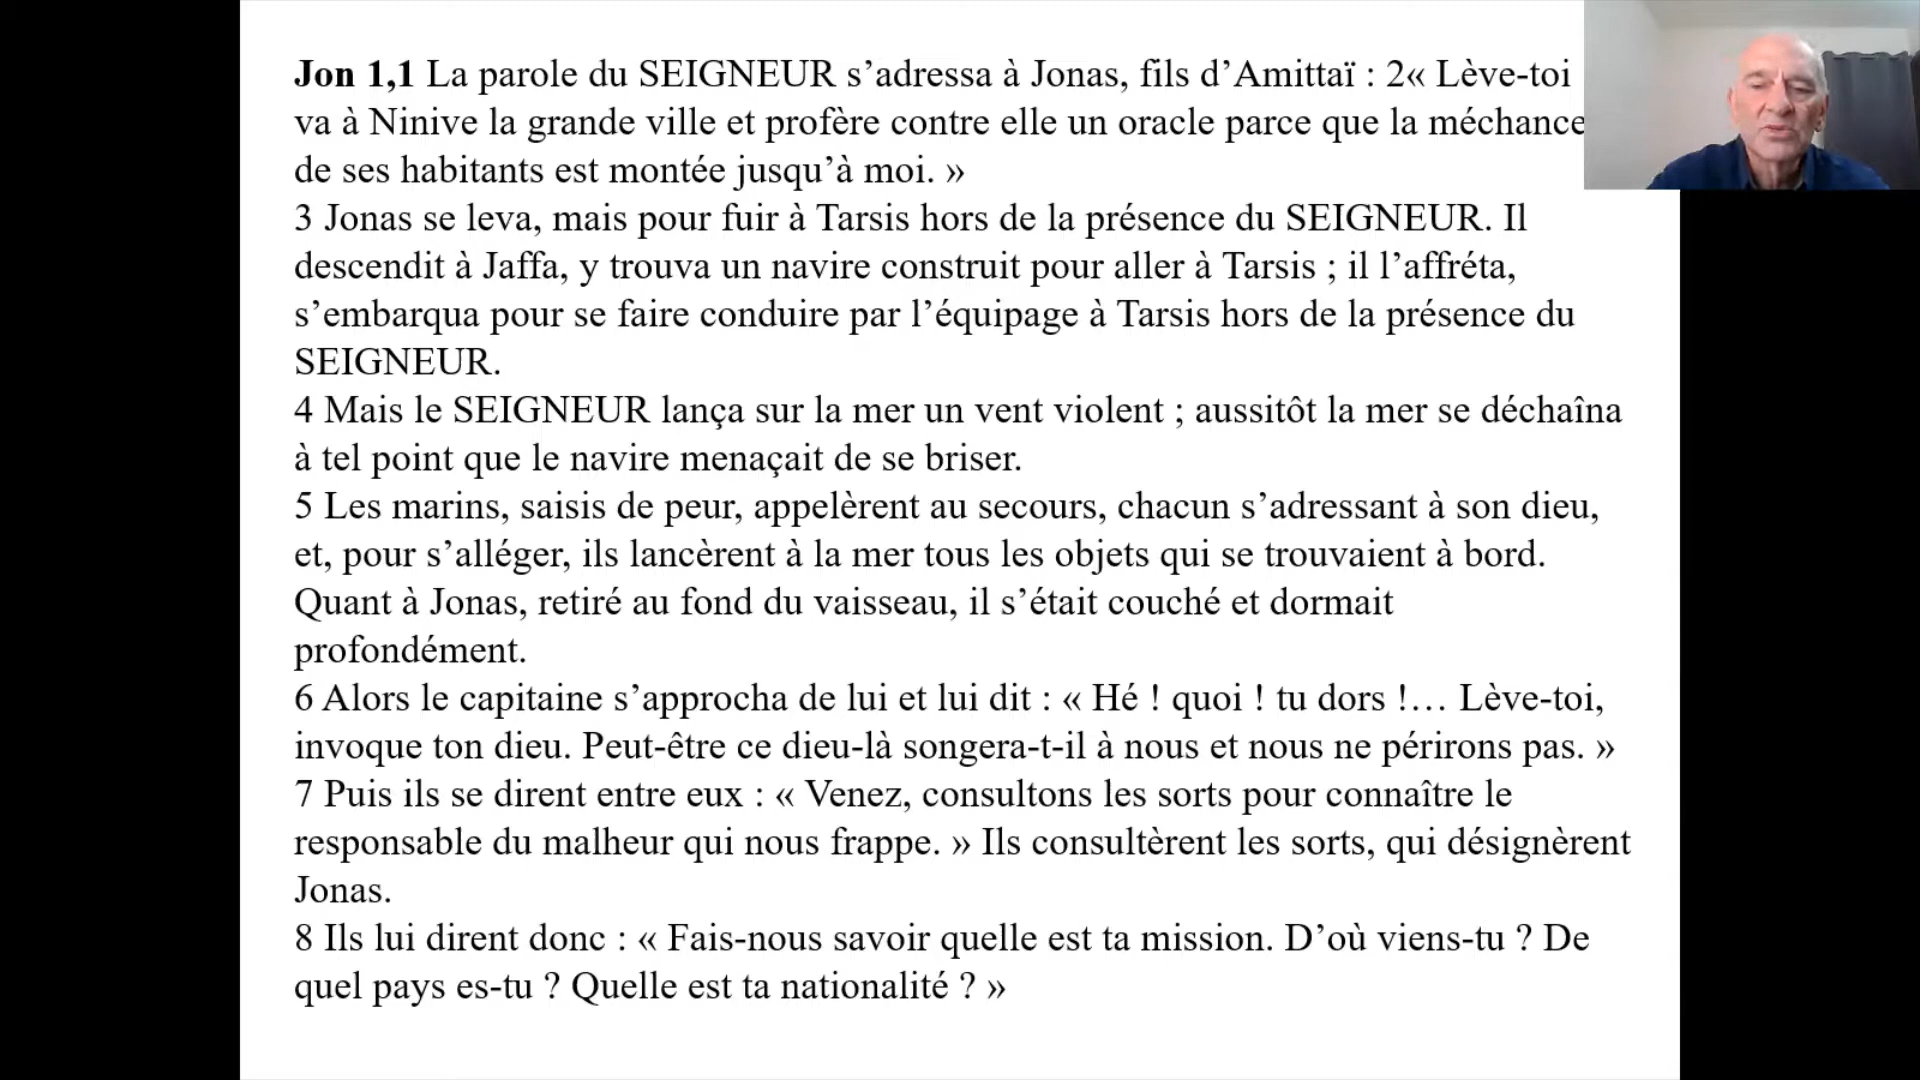 Jon 1,1 La parole du SEIGNEUR s’adressa à Jonas, fils d’Amittaï : 2« Lève-toi
va à Ninive la grande ville et profère contre elle un oracle parce que la méchance
de ses habitants est montée jusqu’à moi. »
3 Jonas se leva, mais pour fuir à Tarsis hors de la présence du SEIGNEUR. Il
descendit à Jaffa, y trouva un navire construit pour aller à Tarsis ; il l’affréta,
s’embarqua pour se faire conduire par l’équipage à Tarsis hors de la présence du
SEIGNEUR.
4 Mais le SEIGNEUR lança sur la mer un vent violent ; aussitôt la mer se déchaîna
à tel point que le navire menaçait de se briser.
5 Les marins, saisis de peur, appelèrent au secours, chacun s’adressant à son dieu,
et, pour s’alléger, ils lancèrent à la mer tous les objets qui se trouvaient à bord.
Quant à Jonas, retiré au fond du vaisseau, il s’était couché et dormait
profondément.
6 Alors le capitaine s’approcha de lui et lui dit : « Hé ! quoi ! tu dors !… Lève-toi,
invoque ton dieu. Peut-être ce dieu-là songera-t-il à nous et nous ne périrons pas. »
7 Puis ils se dirent entre eux : « Venez, consultons les sorts pour connaître le
responsable du malheur qui nous frappe. » Ils consultèrent les sorts, qui désignèrent
Jonas.
8 Ils lui dirent donc : « Fais-nous savoir quelle est ta mission. D’où viens-tu ? De
quel pays es-tu ? Quelle est ta nationalité ? »